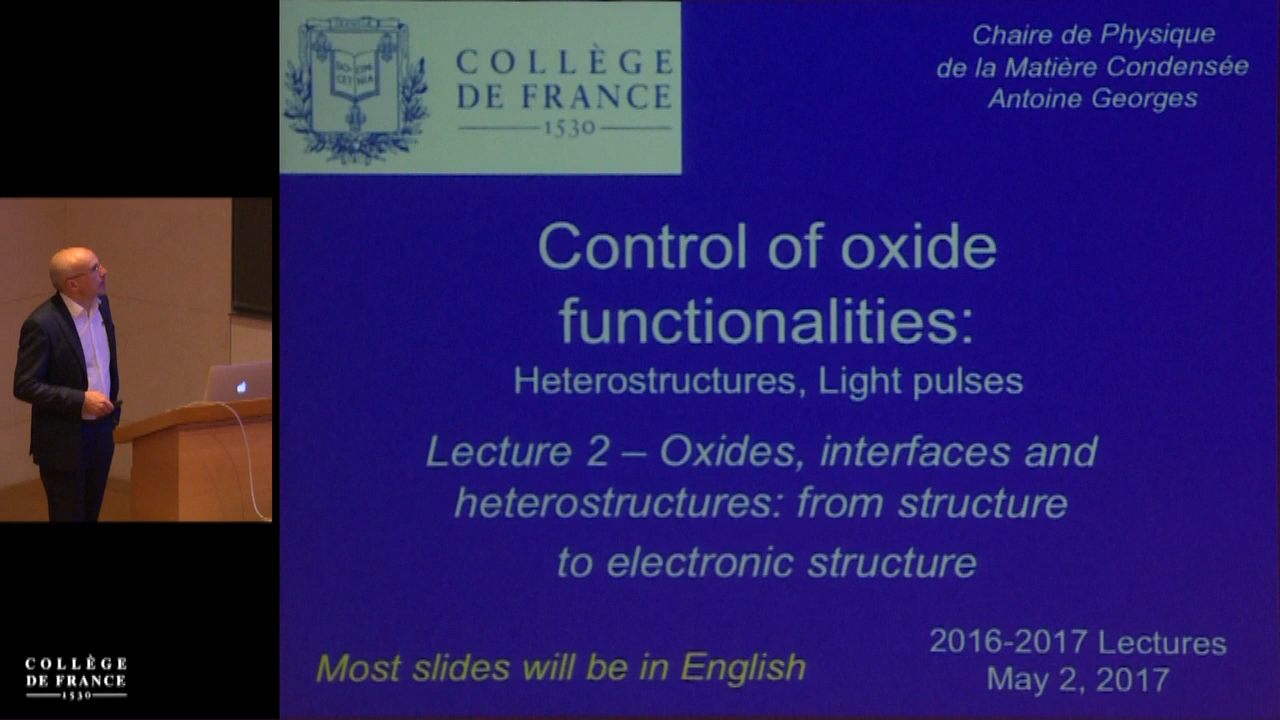 COLLÈGE
DE FRANCE
1530
Chaire de Physique
de la Matière Condensée
Antoine Georges
Control of oxide
functionalities:
Heterostructures, Light pulses
Lecture 2 – Oxides, interfaces and
heterostructures: from structure
to electronic structure
Most slides will be in English
2016-2017 Lectures
May 2, 2017
COLLÈGE
DE FRANCE
1530